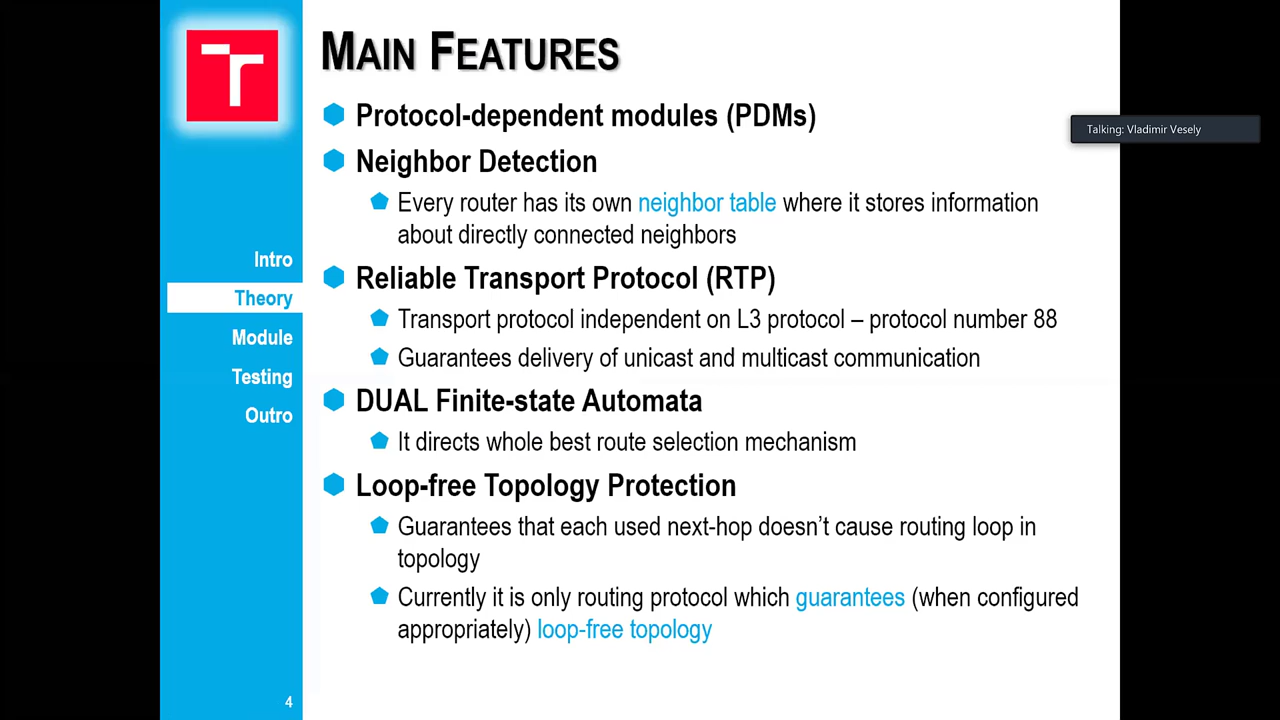 MAIN FEATURES
Protocol-dependent modules (PDMs)
Talking: Vladimir Vesely
Neighbor Detection
Every router has its own neighbor table where it stores information
about directly connected neighbors
Intro
Theory
Module
Testing
Outro
Reliable Transport Protocol (RTP)
Transport protocol independent on L3 protocol – protocol number 88
Guarantees delivery of unicast and multicast communication
DUAL Finite-state Automata
It directs whole best route selection mechanism
Loop-free Topology Protection
Guarantees that each used next-hop doesn't cause routing loop in
topology
Currently it is only routing protocol which guarantees (when configured
appropriately) loop-free topology
4